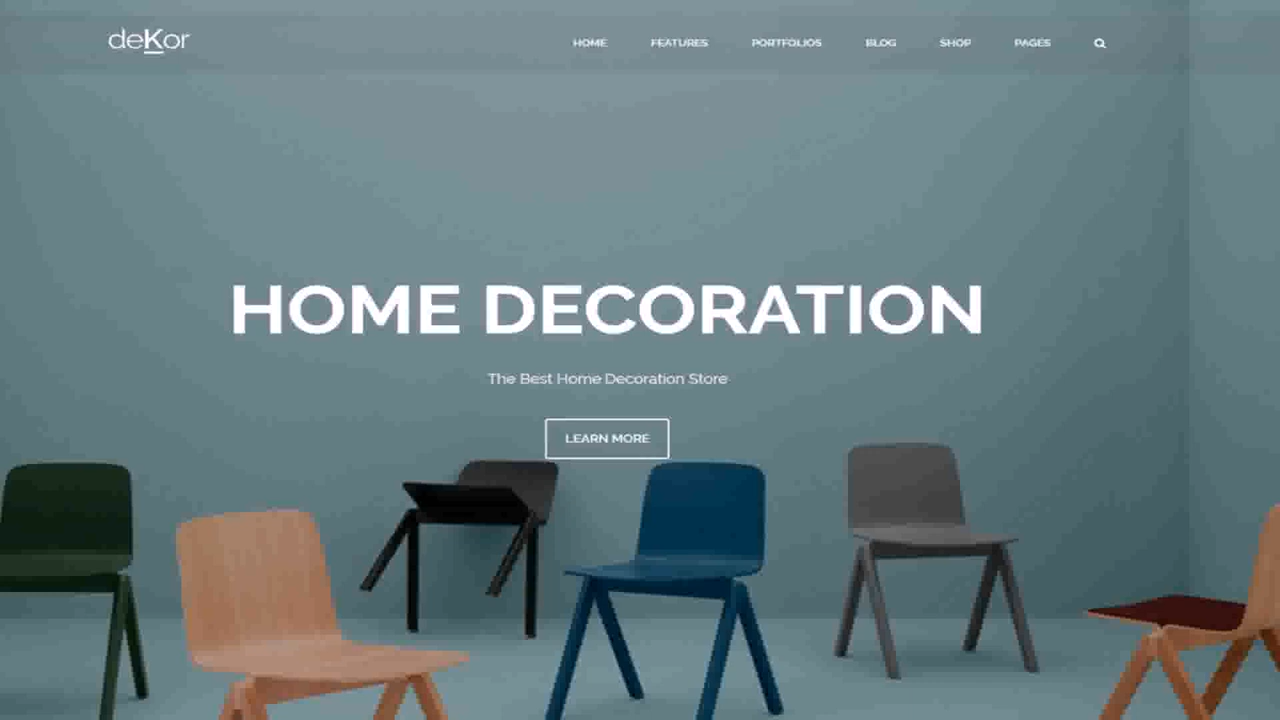 deKor
HOME FEATURES PORTFOLIOS BLOG SHOP PAGES
HOME DECORATION
The Best Home Decoration Store
LEARN MORE